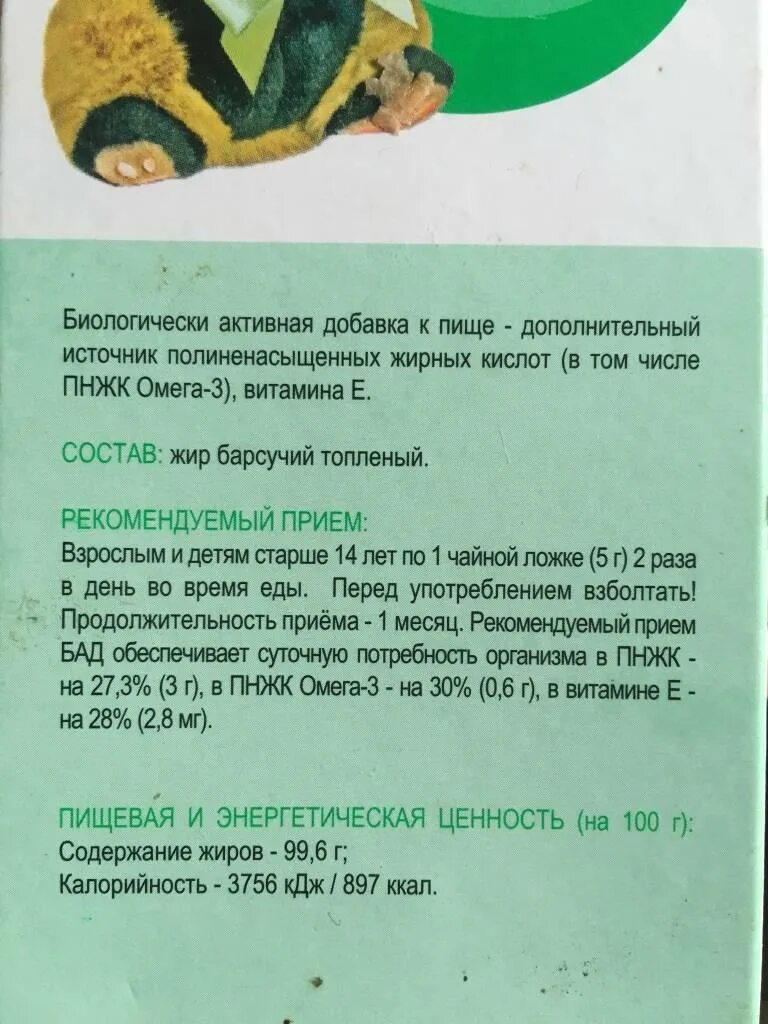 Биологически активная добавка к пище - дополнительный
источник полиненасыщенных жирных кислот (в том числе
ПНЖК Омега-3), витамина Е.
СОСТАВ: жир барсучий топленый.
РЕКОМЕНДУЕМЫЙ ПРИЕМ:
Взрослым и детям старше 14 лет по 1 чайной ложке (5 г) 2 раза
в день во время еды. Перед употреблением взболтать!
Продолжительность приёма - 1 месяц. Рекомендуемый прием
БАД обеспечивает суточную потребность организма в ПНЖК -
на 27,3% (3 г), в ПНЖК Омега-3 - на 30% (0,6 г), в витамине Е -
на 28% (2,8 мг).
ПИЩЕВАЯ И ЭНЕРГЕТИЧЕСКАЯ ЦЕННОСТЬ (на 100 г):
Содержание жиров - 99,6 г;
Калорийность - 3756 кДж / 897 ккал.